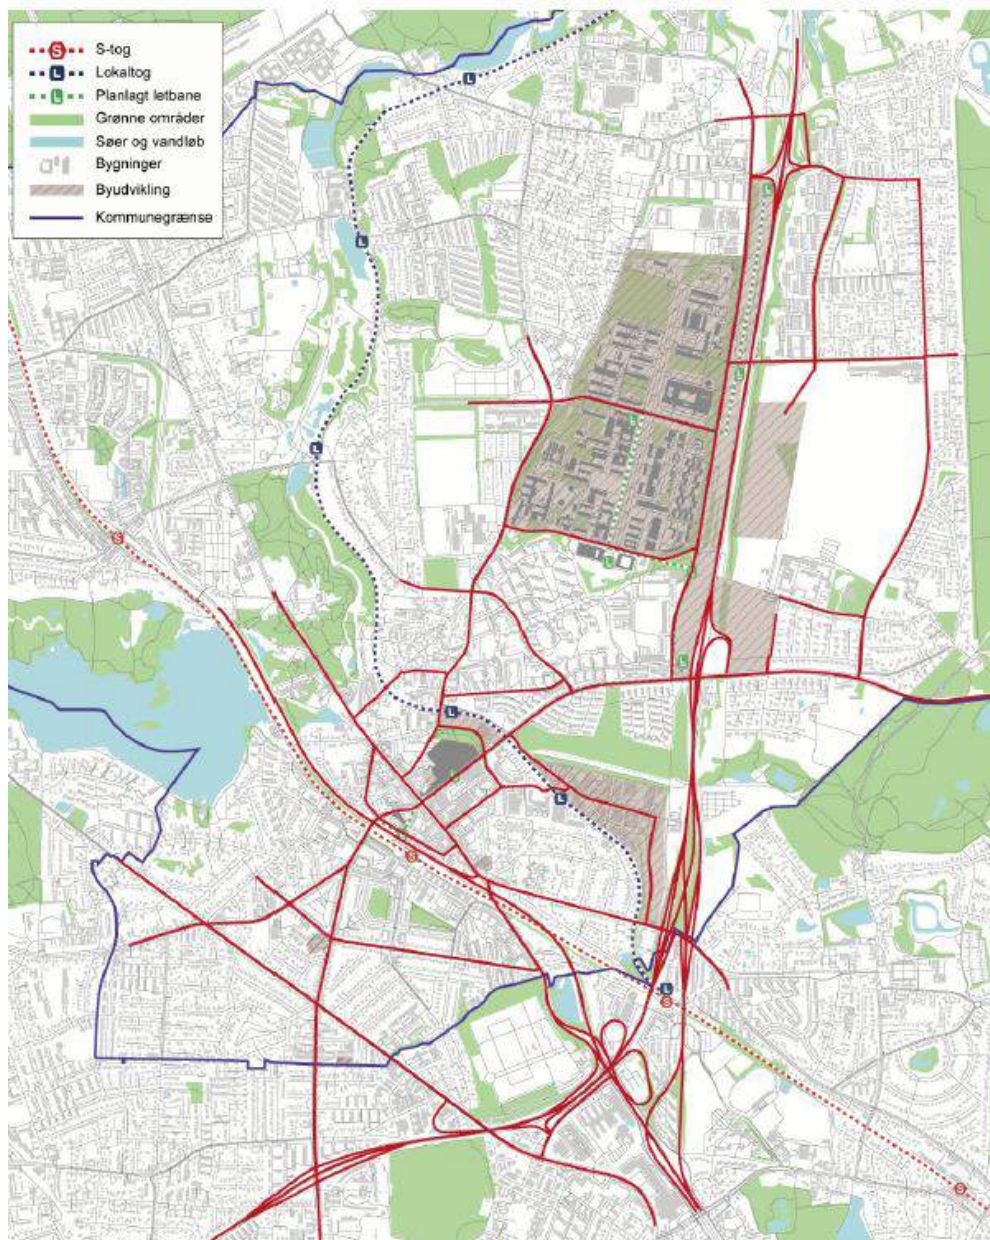 S S-tog
L Lokaltog
L Planlagt letbane
Grønne områder
Søer og vandløb
Bygninger
Byudvikling
Kommunegrænse
L
L
L
L
L
L
L
L
S
L
L
L
S
L
S
S